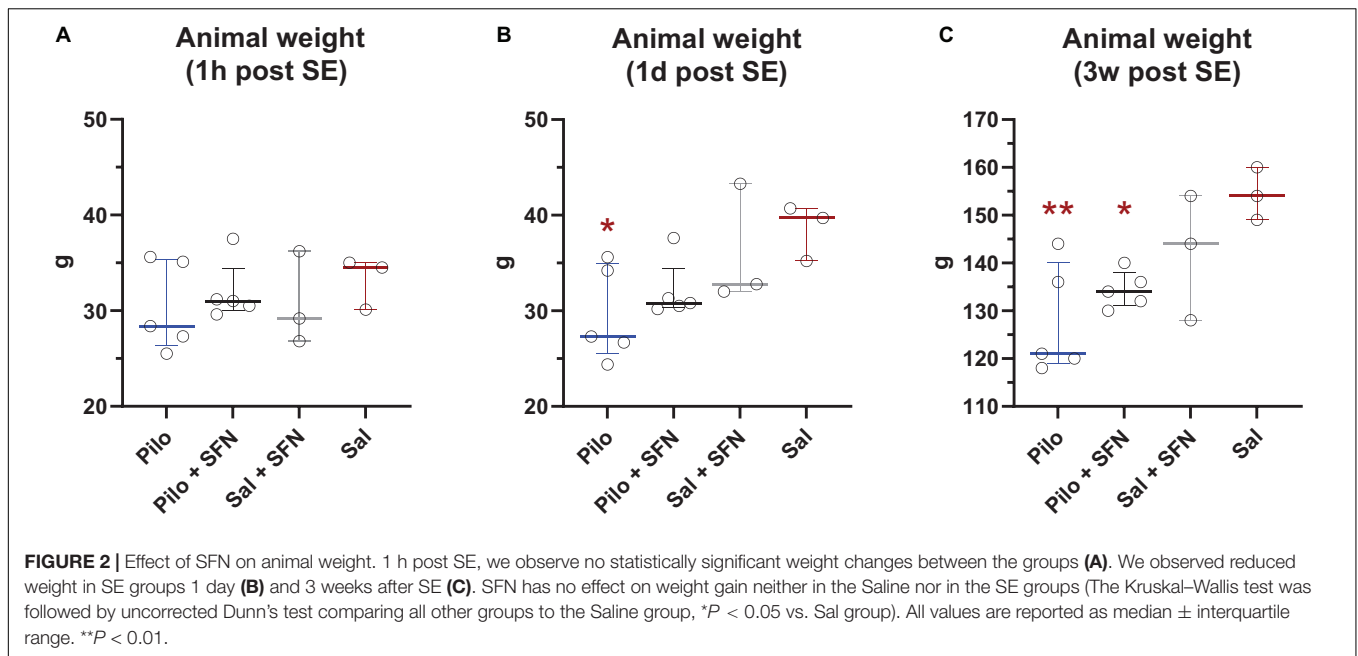 A
Animal weight
(1h post SE)
g
50
40
30
20
Pilo
Pilo + SFN
Sal + SFN
Sal
B
Animal weight
(1d post SE)
g
50
40
30
20
*
Pilo
Pilo + SFN
Sal + SFN
Sal
C
Animal weight
(3w post SE)
g
170
160
150
140
130
120
110
**
*
Pilo
Pilo + SFN
Sal + SFN
Sal
FIGURE 2 | Effect of SFN on animal weight. 1 h post SE, we observe no statistically significant weight changes between the groups (A). We observed reduced
weight in SE groups 1 day (B) and 3 weeks after SE (C). SFN has no effect on weight gain neither in the Saline nor in the SE groups (The Kruskal–Wallis test was
followed by uncorrected Dunn's test comparing all other groups to the Saline group, *P < 0.05 vs. Sal group). All values are reported as median ± interquartile
range. **P < 0.01.